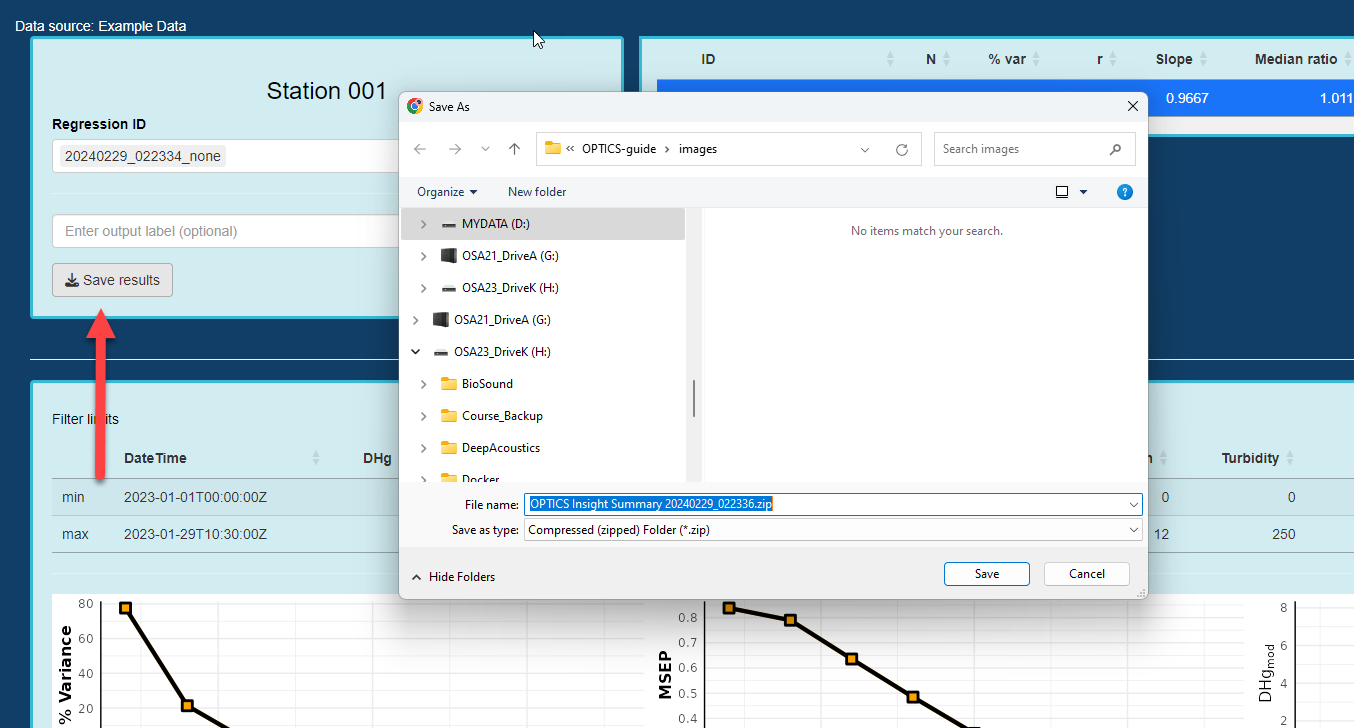 Data source: Example Data
Station 001
Regression ID
20240229_022334_none
Enter output label (optional)
Save results
ID N % var r Slope Median ratio
0.9667 1.011
Save As
OPTICS-guide > images
Search images
Organize New folder
MYDATA (D:)
OSA21_DriveA (G:)
OSA23_DriveK (H:)
OSA21_DriveA (G:)
OSA23_DriveK (H:)
BioSound
Course_Backup
DeepAcoustics
Docker
No items match your search.
File name: OPTICS Insight Summary 20240229_022336.zip
Save as type: Compressed (zipped) Folder (*.zip)
Hide Folders
Save Cancel
Filter limits
DateTime DHg Turbidity
min 2023-01-01T00:00:00Z 0 0
max 2023-01-29T10:30:00Z 12 250
% Variance
80
60
40
20
MSEP
0.8
0.7
0.6
0.5
0.4
DHgmod
8
6
4
2